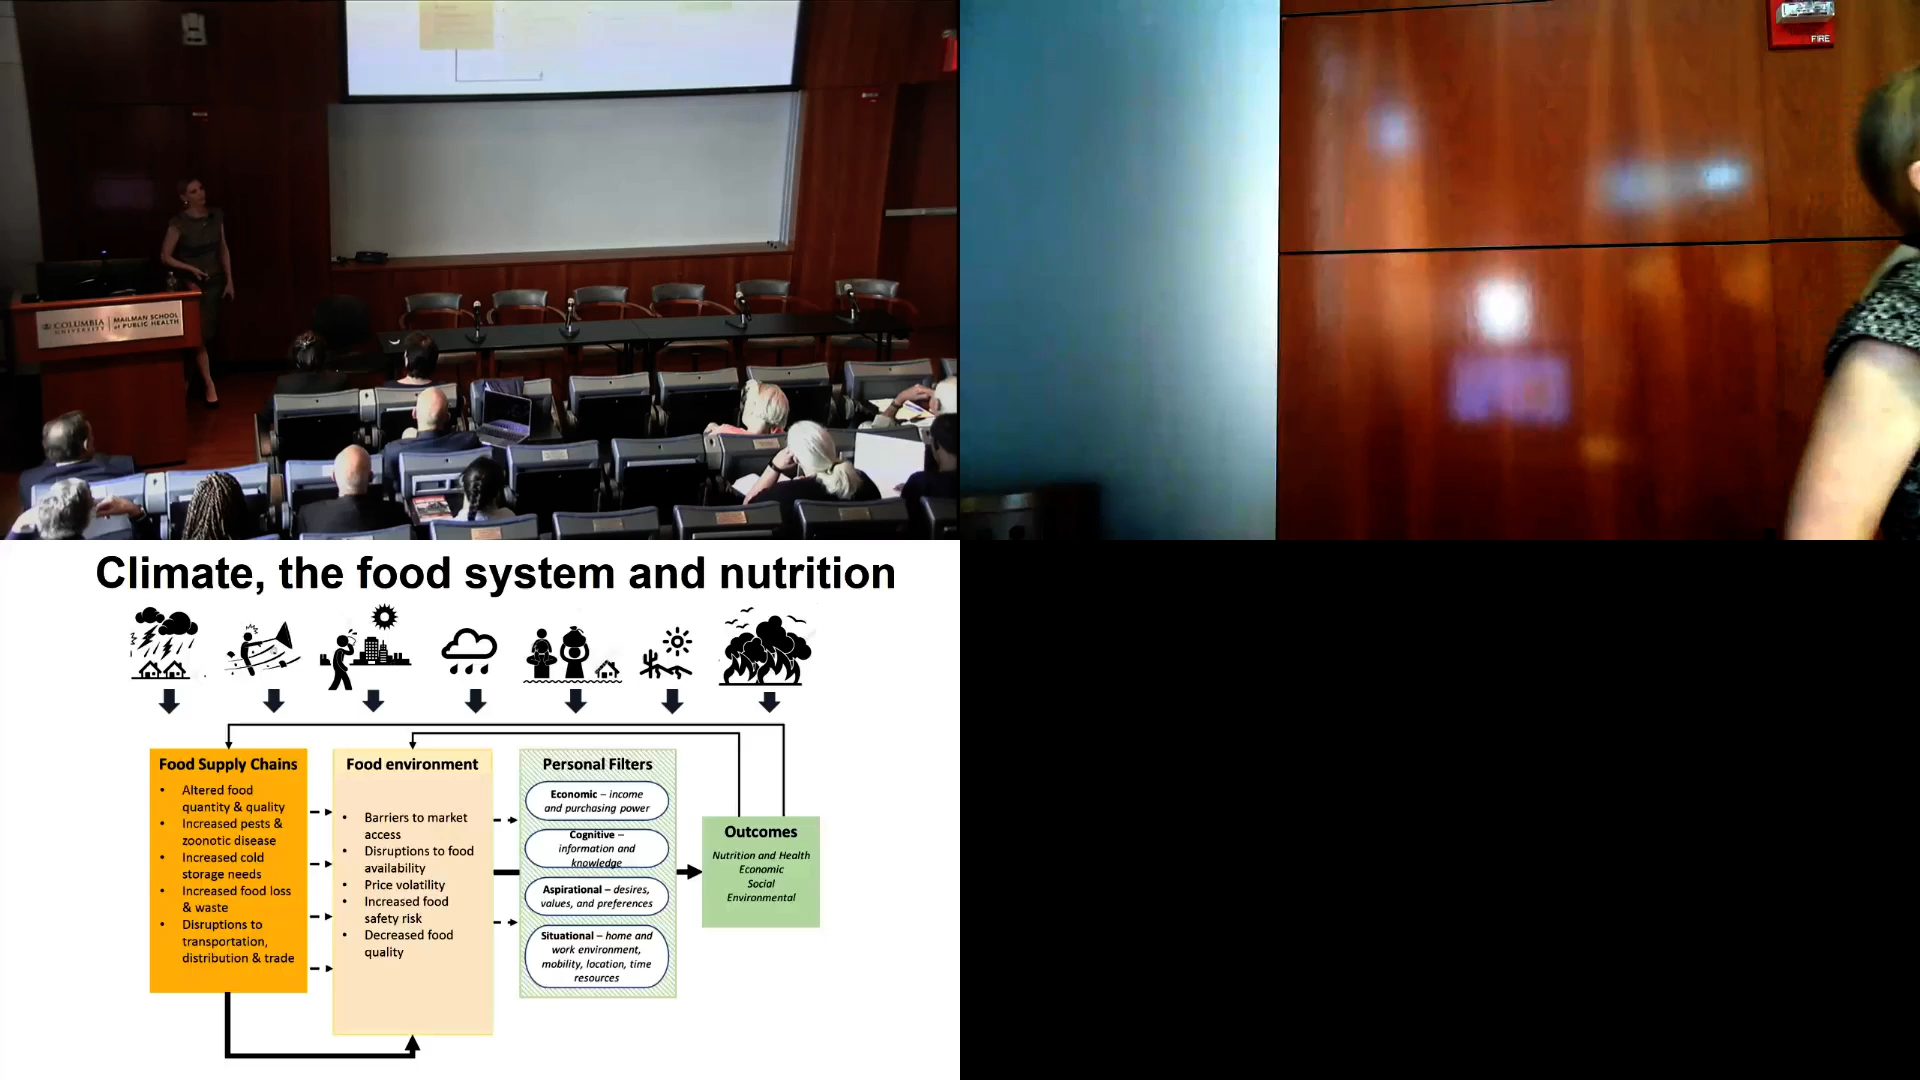 COLUMBIA
UNIVERSITY
MAILMAN SCHOOL
of PUBLIC HEALTH
FIRE
Climate, the food system and nutrition
Food Supply Chains
• Altered food
quantity & quality
• Increased pests &
zoonotic disease
• Increased cold
storage needs
• Increased food loss
& waste
• Disruptions to
transportation,
distribution & trade
Food environment
• Barriers to market
access
• Disruptions to food
availability
• Price volatility
• Increased food
safety risk
• Decreased food
quality
Personal Filters
Economic – income
and purchasing power
Cognitive –
information and
knowledge
Aspirational – desires,
values, and preferences
Situational – home and
work environment,
mobility, location, time
resources
Outcomes
Nutrition and Health
Economic
Social
Environmental